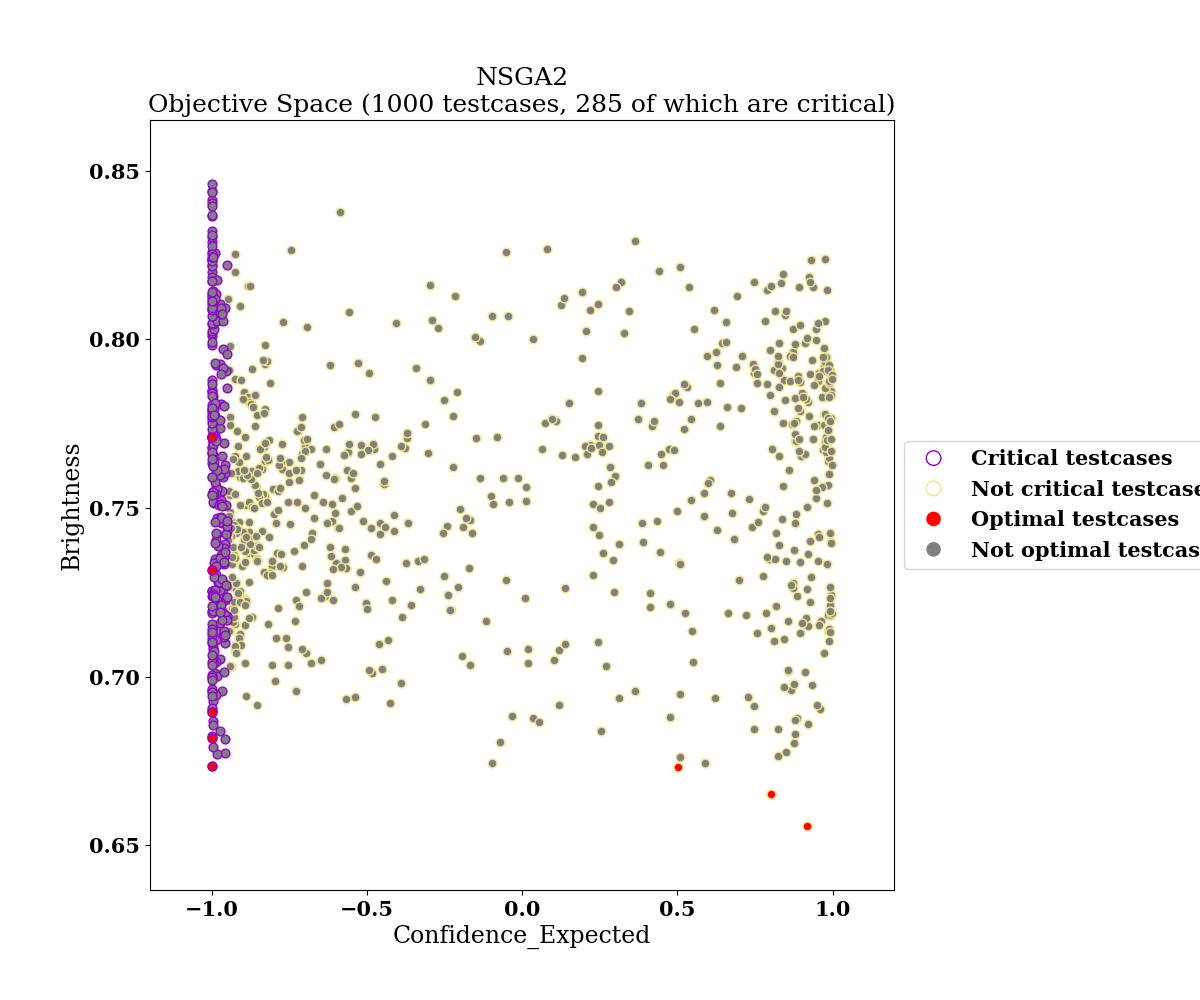 NSGA2
Objective Space (1000 testcases, 285 of which are critical)
0.85
0.80
0.75
0.70
0.65
Brightness
−1.0
−0.5
0.0
0.5
1.0
Confidence_Expected
Critical testcases
Not critical testcase
Optimal testcases
Not optimal testcas